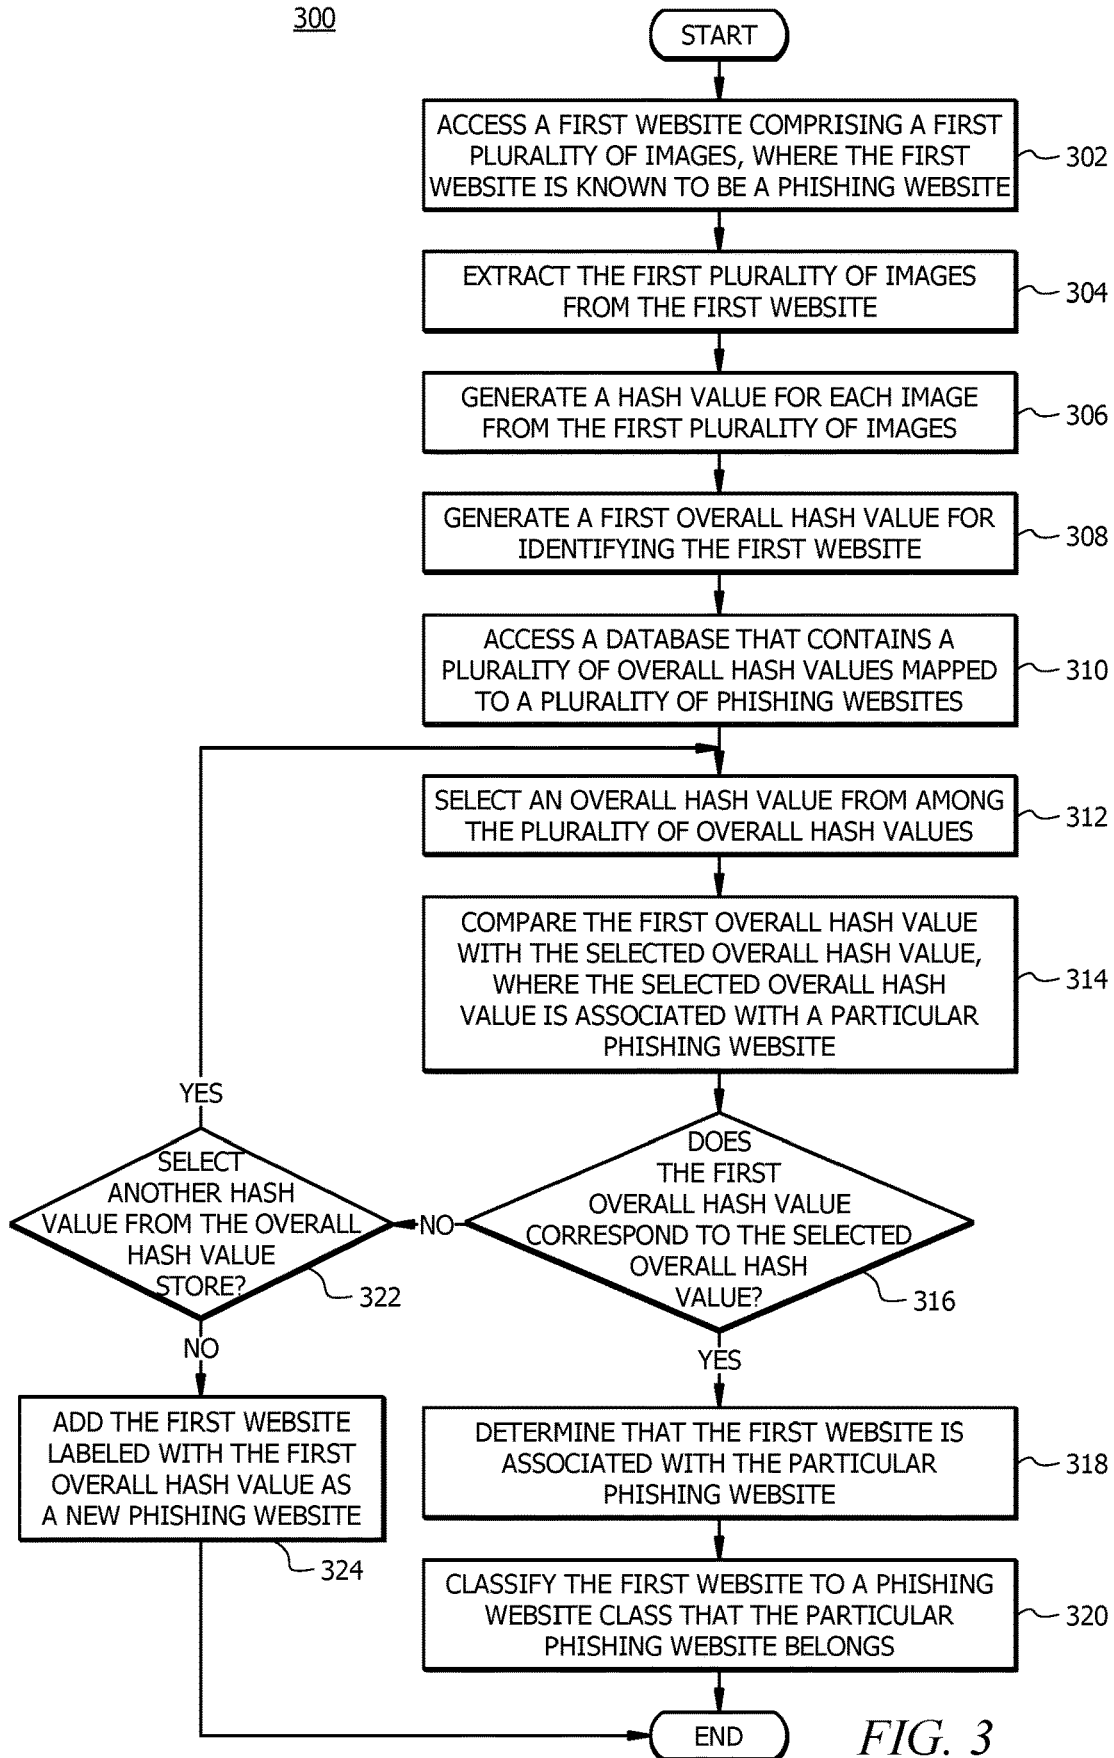 300
START
ACCESS A FIRST WEBSITE COMPRISING A FIRST
PLURALITY OF IMAGES, WHERE THE FIRST
WEBSITE IS KNOWN TO BE A PHISHING WEBSITE
302
EXTRACT THE FIRST PLURALITY OF IMAGES
FROM THE FIRST WEBSITE
304
GENERATE A HASH VALUE FOR EACH IMAGE
FROM THE FIRST PLURALITY OF IMAGES
306
GENERATE A FIRST OVERALL HASH VALUE FOR
IDENTIFYING THE FIRST WEBSITE
308
ACCESS A DATABASE THAT CONTAINS A
PLURALITY OF OVERALL HASH VALUES MAPPED
TO A PLURALITY OF PHISHING WEBSITES
310
SELECT AN OVERALL HASH VALUE FROM AMONG
THE PLURALITY OF OVERALL HASH VALUES
312
COMPARE THE FIRST OVERALL HASH VALUE
WITH THE SELECTED OVERALL HASH VALUE,
WHERE THE SELECTED OVERALL HASH
VALUE IS ASSOCIATED WITH A PARTICULAR
PHISHING WEBSITE
314
DOES
THE FIRST
OVERALL HASH VALUE
CORRESPOND TO THE SELECTED
OVERALL HASH
VALUE?
316
NO
YES
SELECT
ANOTHER HASH
VALUE FROM THE OVERALL
HASH VALUE
STORE?
322
YES
NO
ADD THE FIRST WEBSITE
LABELED WITH THE FIRST
OVERALL HASH VALUE AS
A NEW PHISHING WEBSITE
324
DETERMINE THAT THE FIRST WEBSITE IS
ASSOCIATED WITH THE PARTICULAR
PHISHING WEBSITE
318
CLASSIFY THE FIRST WEBSITE TO A PHISHING
WEBSITE CLASS THAT THE PARTICULAR
PHISHING WEBSITE BELONGS
320
END
FIG. 3